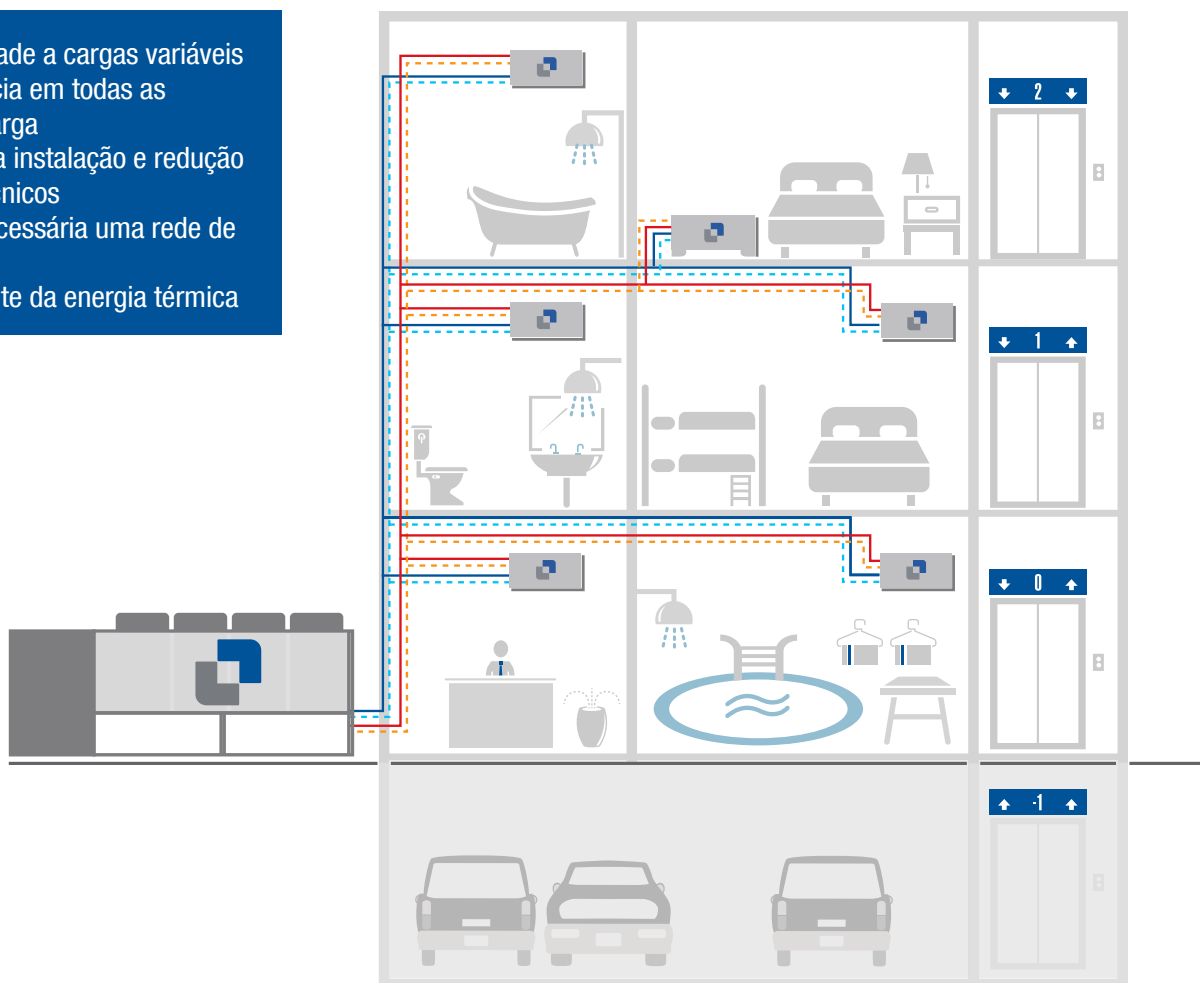 ade a cargas variáveis
cia em todas as
arga
a instalação e redução
cnicos
cessária uma rede de
te da energia térmica
2
1
0
-1